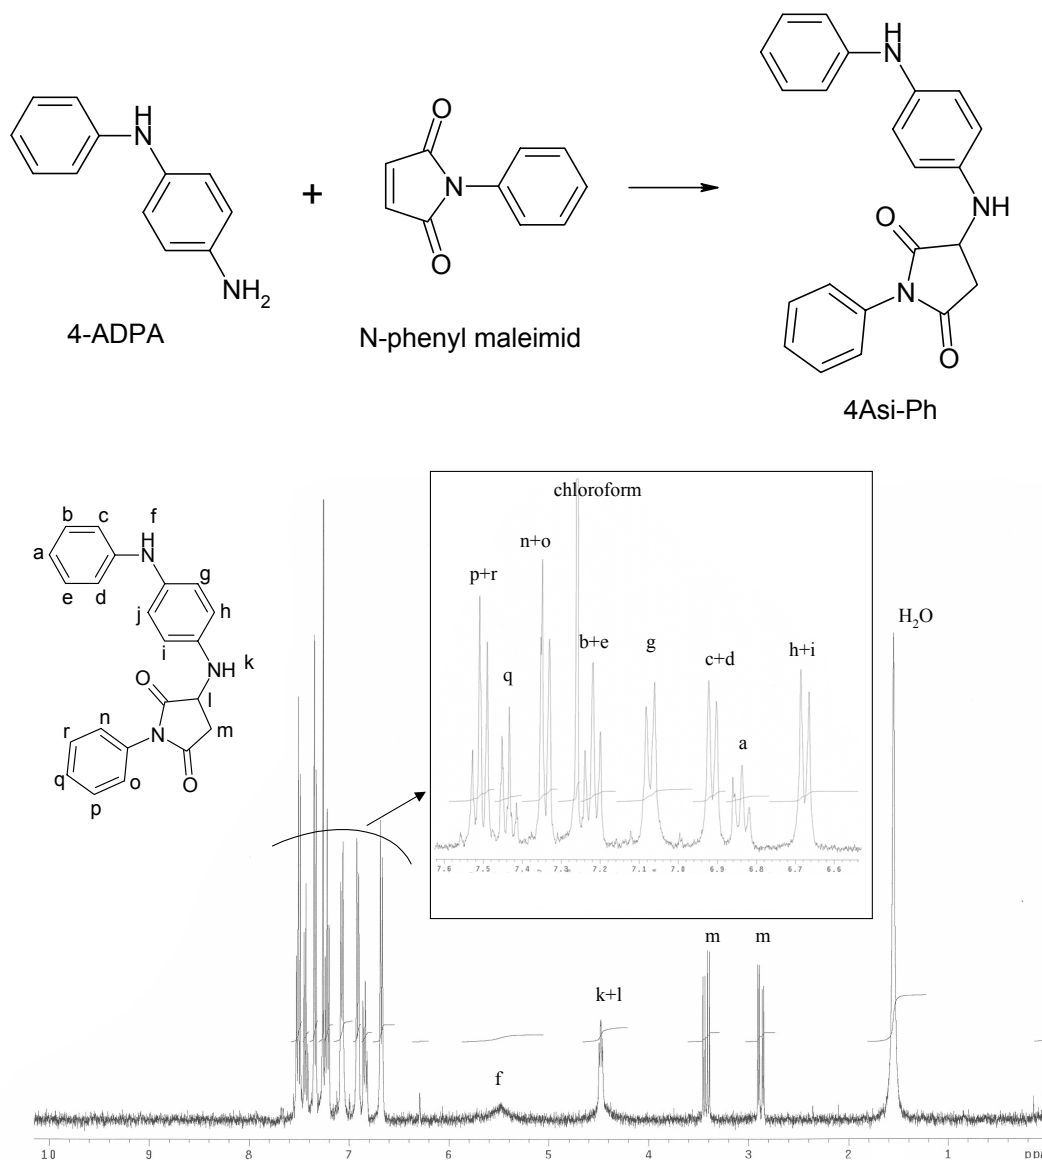 H
N
H
N
O
N
O
+
NH
O
N
O
NH2
4-ADPA
N-phenyl maleimid
4Asi-Ph
chloroform
n+o
p+r
H2O
b+e
g
c+d
h+i
q
a
7.6 7.5 7.4 7.3 7.2 7.1 7.0 6.9 6.8 6.7 6.6
b c f
H
N
a
g
e d
j h
i
NH k
O
l
n N m
r
O
q o
p
m m
k+l
f
10 9 8 7 6 5 4 3 2 1 ppm